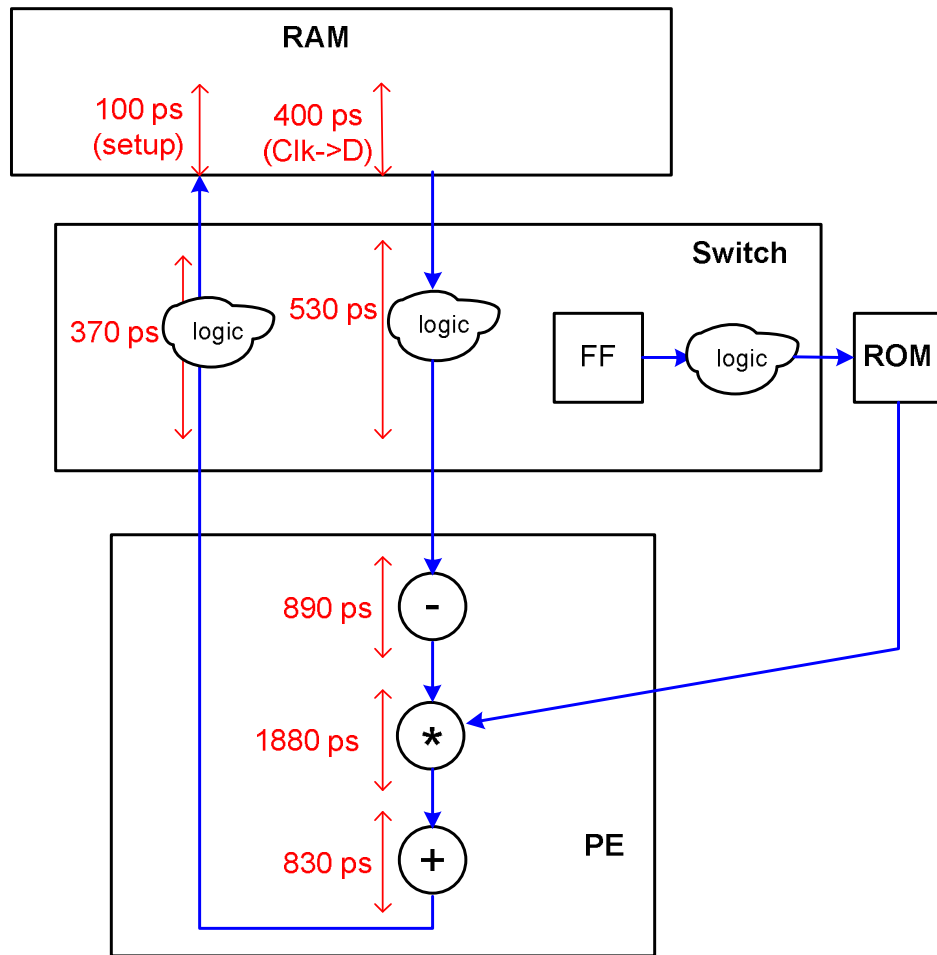 RAM
100 ps
(setup)
400 ps
(Clk->D)
Switch
370 ps
logic
530 ps
logic
FF
logic
ROM
890 ps
-
1880 ps
*
830 ps
+
PE